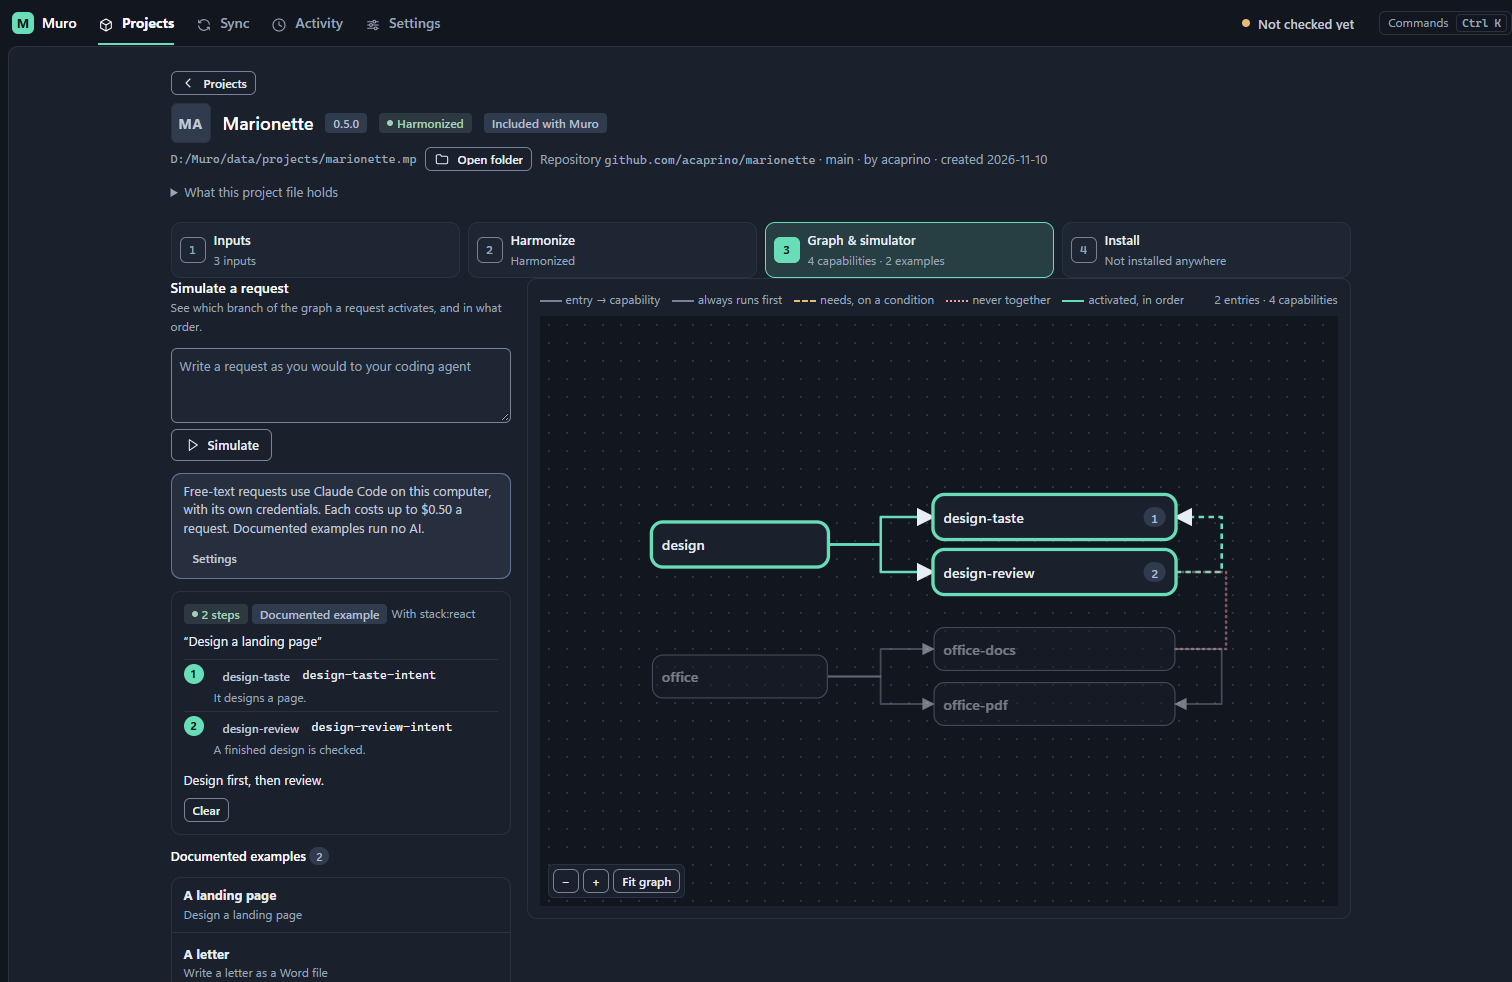 M Muro Projects Sync Activity Settings Not checked yet Commands Ctrl K
Projects
MA Marionette 0.5.0 Harmonized Included with Muro
D:/Muro/data/projects/marionette.mp Open folder Repository github.com/acaprino/marionette · main · by acaprino · created 2026-11-10
What this project file holds
1 Inputs
3 inputs
2 Harmonize
Harmonized
3 Graph & simulator
4 capabilities · 2 examples
4 Install
Not installed anywhere
Simulate a request
See which branch of the graph a request activates, and in what
order.
Write a request as you would to your coding agent
Simulate
Free-text requests use Claude Code on this computer,
with its own credentials. Each costs up to $0.50 a
request. Documented examples run no AI.
Settings
2 steps Documented example With stack:react
“Design a landing page”
1 design-taste design-taste-intent
It designs a page.
2 design-review design-review-intent
A finished design is checked.
Design first, then review.
Clear
Documented examples 2
A landing page
Design a landing page
A letter
Write a letter as a Word file
entry → capability always runs first needs, on a condition never together activated, in order 2 entries · 4 capabilities
design
design-taste 1
design-review 2
office
office-docs
office-pdf
− + Fit graph